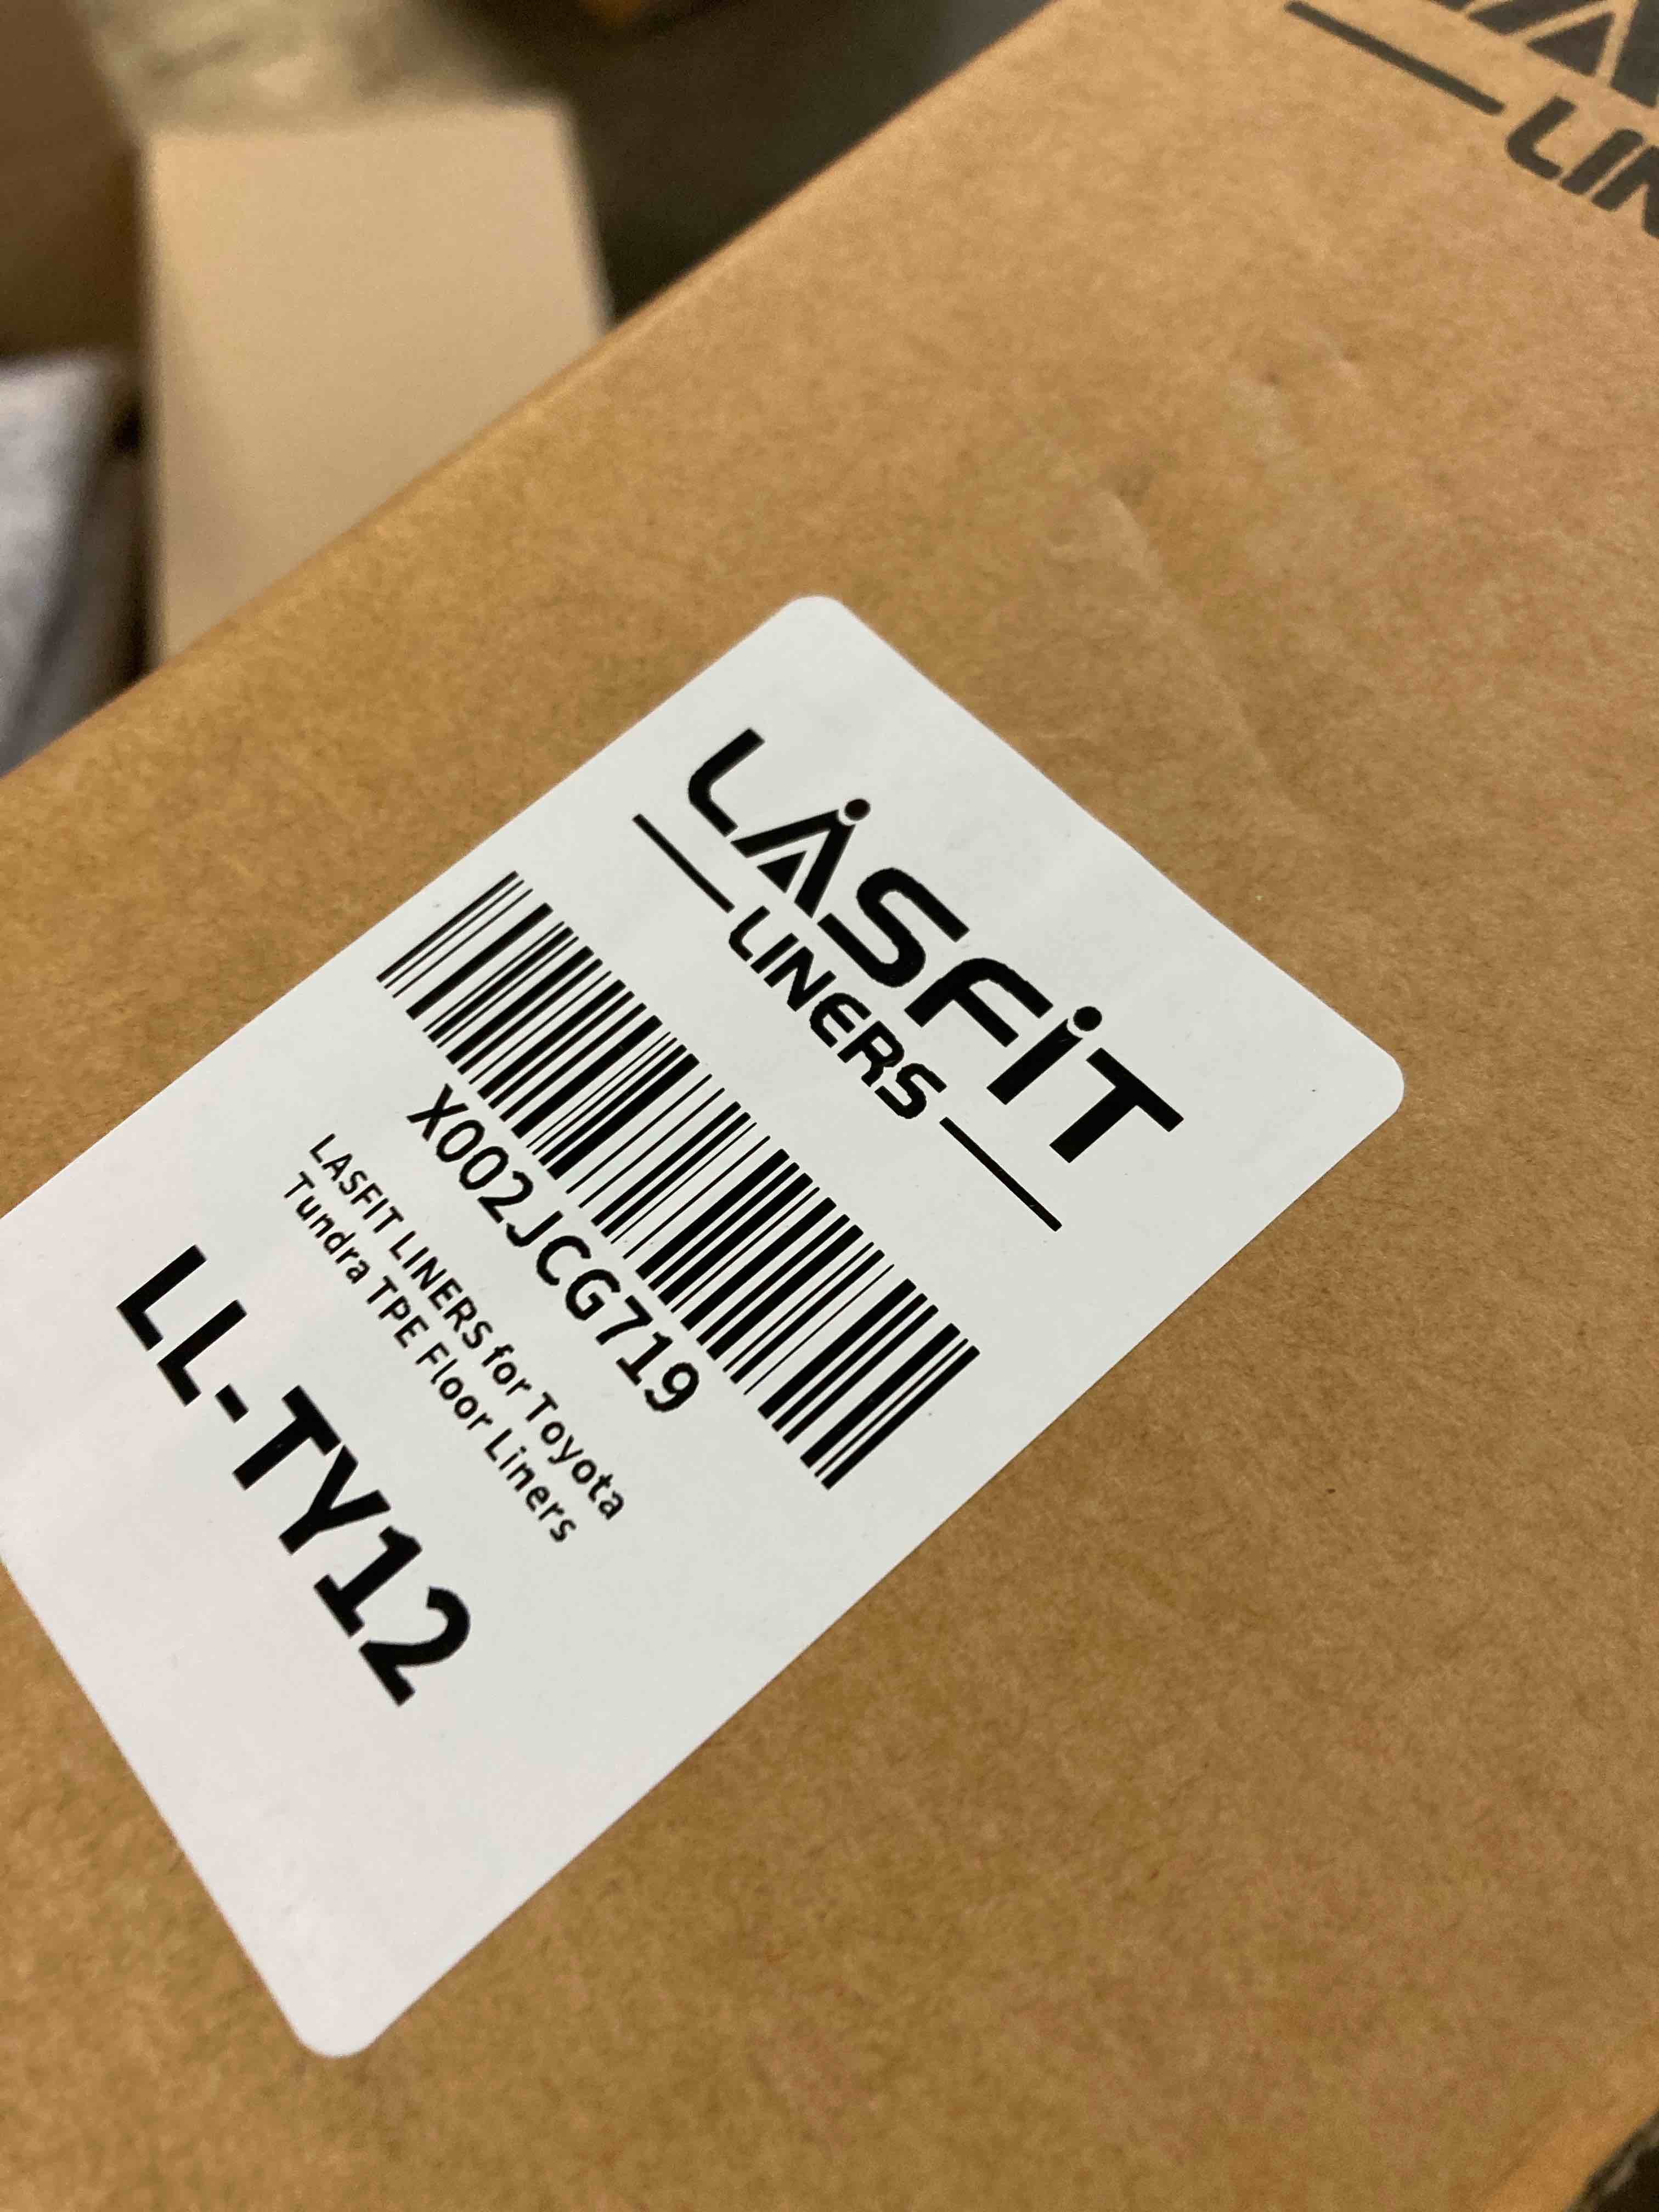 LASFIT
LINERS
X002JCG719
LASFIT LINERS for Toyota
Tundra TPE Floor Liners
LL-TY12